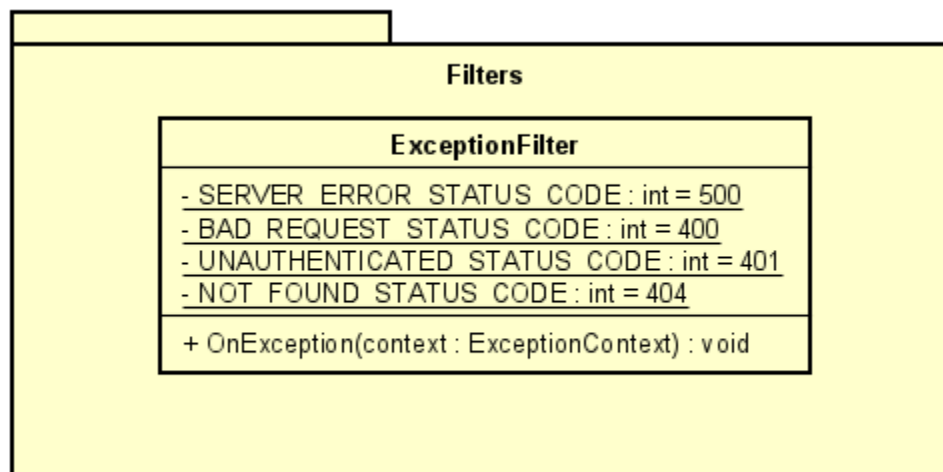 Filters
ExceptionFilter
- SERVER_ERROR_STATUS_CODE : int = 500
- BAD_REQUEST_STATUS_CODE : int = 400
- UNAUTHENTICATED_STATUS_CODE : int = 401
- NOT_FOUND_STATUS_CODE : int = 404
+ OnException(context : ExceptionContext) : void